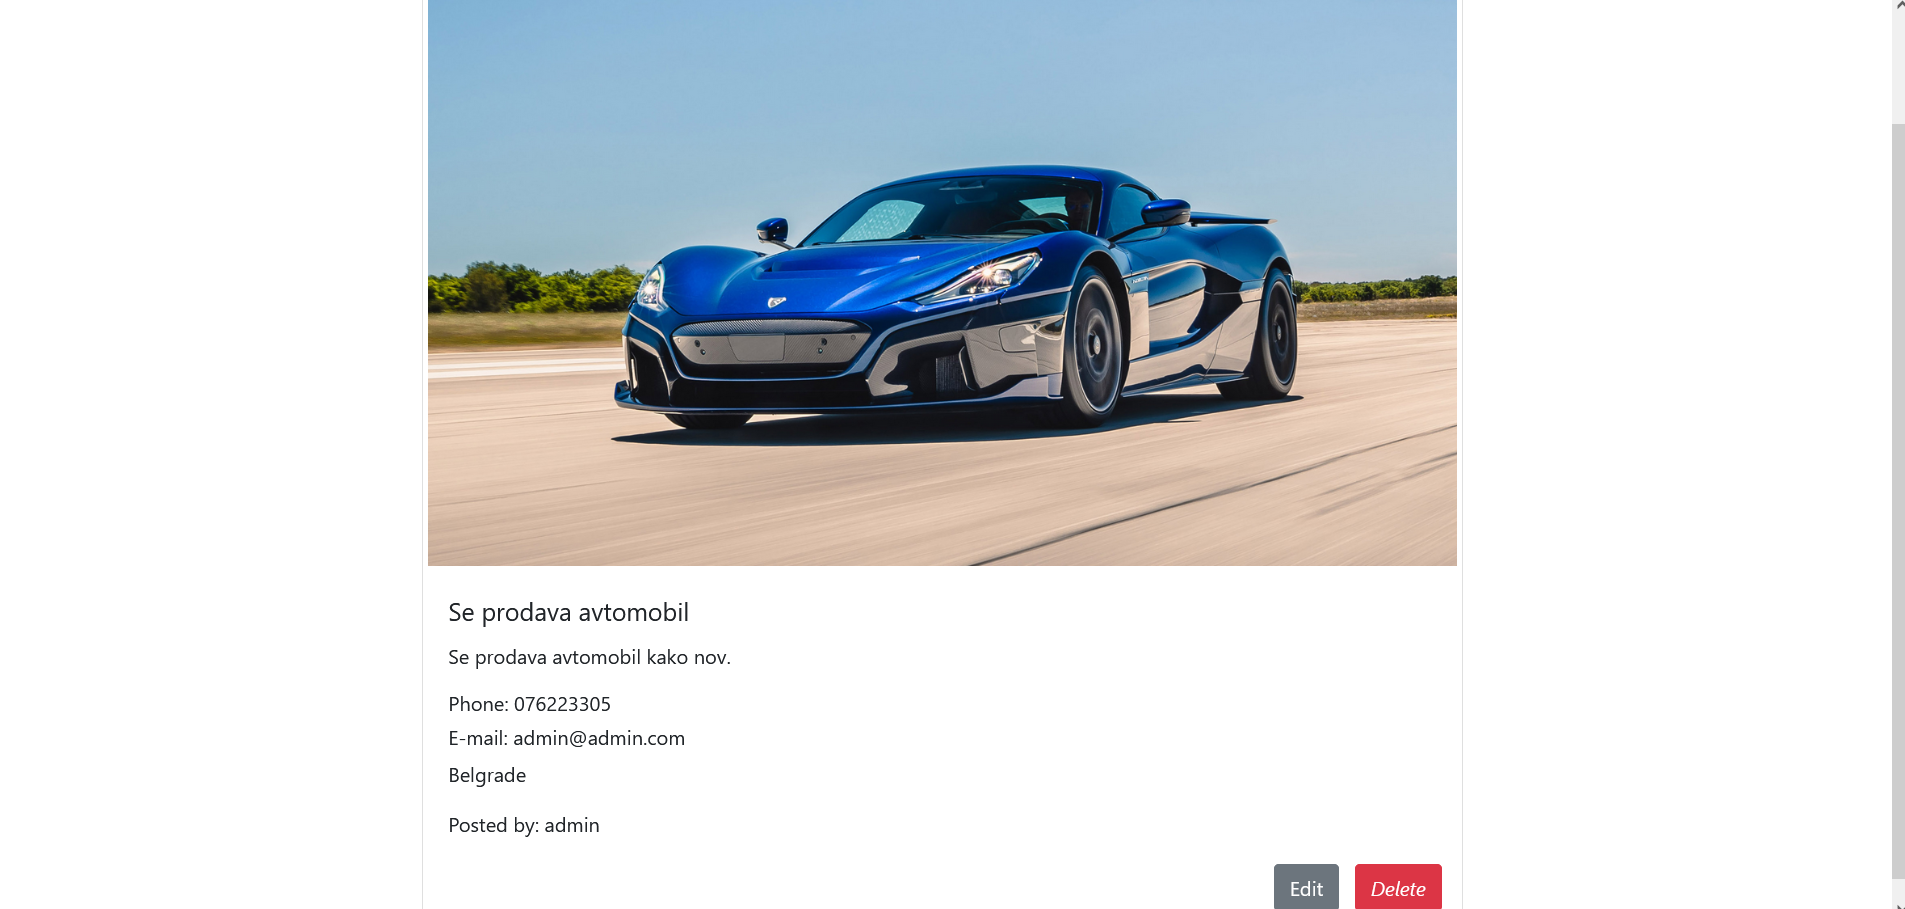 Se prodava avtomobil
Se prodava avtomobil kako nov.
Phone: 076223305
E-mail: admin@admin.com
Belgrade
Posted by: admin
Edit Delete